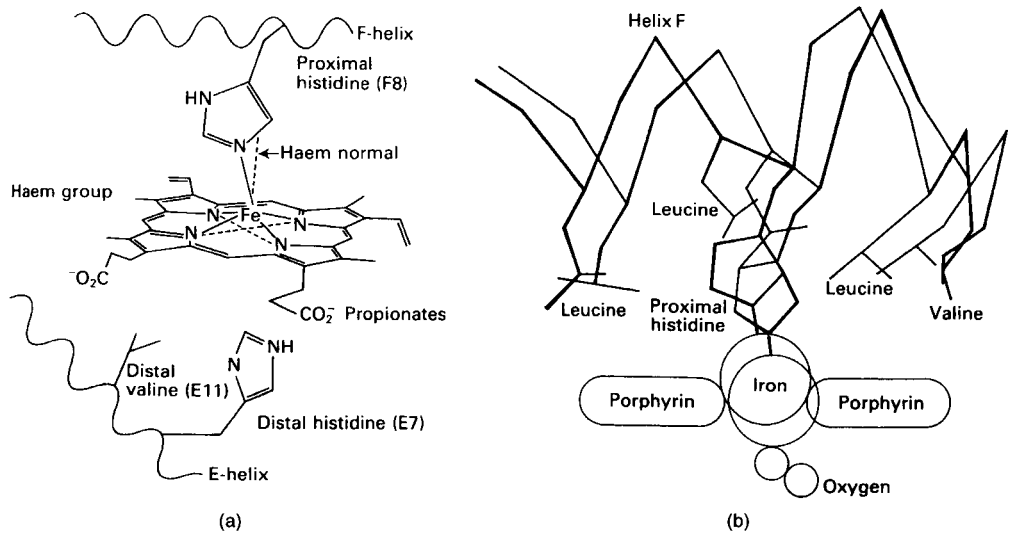 F-helix
Proximal
histidine (F8)
HN
N
Haem normal
Haem group
Fe
N
N
N
N
⁻O₂C
CO₂⁻ Propionates
Distal
valine (E11)
N
NH
Distal histidine (E7)
E-helix
(a)
Helix F
Leucine
Leucine
Proximal
histidine
Leucine
Valine
Iron
Porphyrin
Porphyrin
Oxygen
(b)